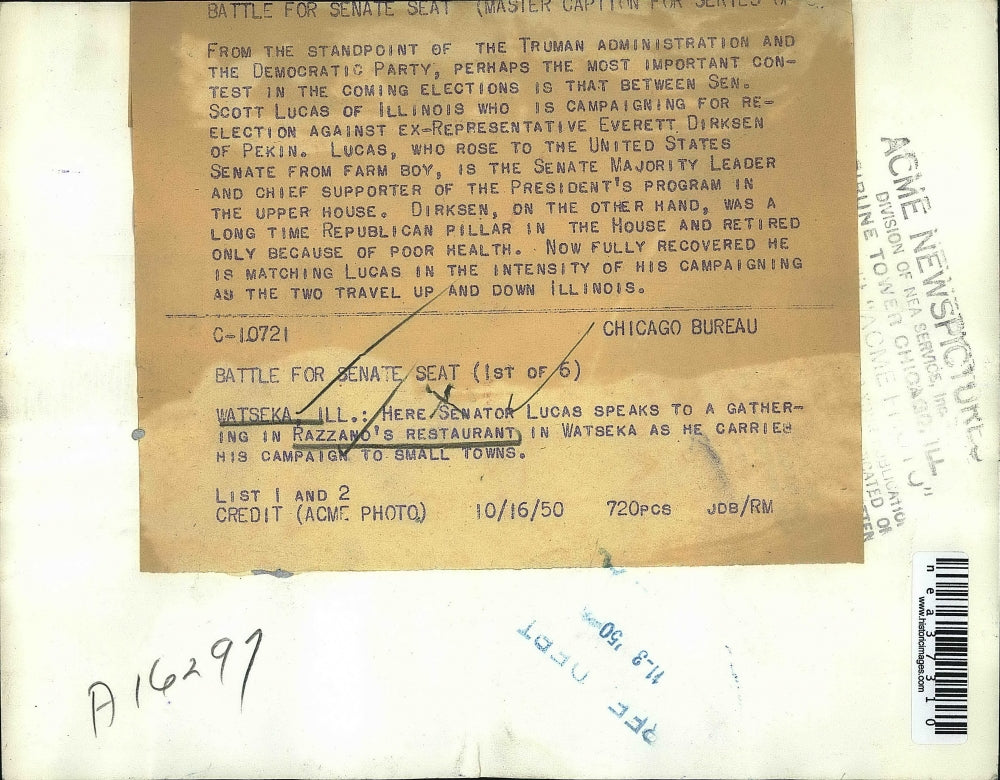 BATTLE FOR SENATE SEAT (MASTER CAPTION FOR SERIES OF
FROM THE STANDPOINT OF THE TRUMAN ADMINISTRATION AND
THE DEMOCRATIC PARTY, PERHAPS THE MOST IMPORTANT CON-
TEST IN THE COMING ELECTIONS IS THAT BETWEEN SEN.
SCOTT LUCAS OF ILLINOIS WHO IS CAMPAIGNING FOR RE-
ELECTION AGAINST EX-REPRESENTATIVE EVERETT DIRKSEN
OF PEKIN. LUCAS, WHO ROSE TO THE UNITED STATES
SENATE FROM FARM BOY, IS THE SENATE MAJORITY LEADER
AND CHIEF SUPPORTER OF THE PRESIDENT'S PROGRAM IN
THE UPPER HOUSE. DIRKSEN, ON THE OTHER HAND, WAS A
LONG TIME REPUBLICAN PILLAR IN THE HOUSE AND RETIRED
ONLY BECAUSE OF POOR HEALTH. NOW FULLY RECOVERED HE
IS MATCHING LUCAS IN THE INTENSITY OF HIS CAMPAIGNING
AS THE TWO TRAVEL UP AND DOWN ILLINOIS.
C-10721 CHICAGO BUREAU
BATTLE FOR SENATE SEAT (1ST OF 6)
WATSEKA, ILL.: HERE SENATOR LUCAS SPEAKS TO A GATHER-
ING IN RAZZANO'S RESTAURANT IN WATSEKA AS HE CARRIES
HIS CAMPAIGN TO SMALL TOWNS.
LIST 1 AND 2
CREDIT (ACME PHOTO) 10/16/50 720PCS JDB/RM
ACME NEWSPICTURES
DIVISION OF NEA SERVICE, INC.
TRIBUNE TOWER CHICAGO, ILL.
"ACME
REF DEPT
11-3 '50
A16297
nea37310
www.historicimages.com